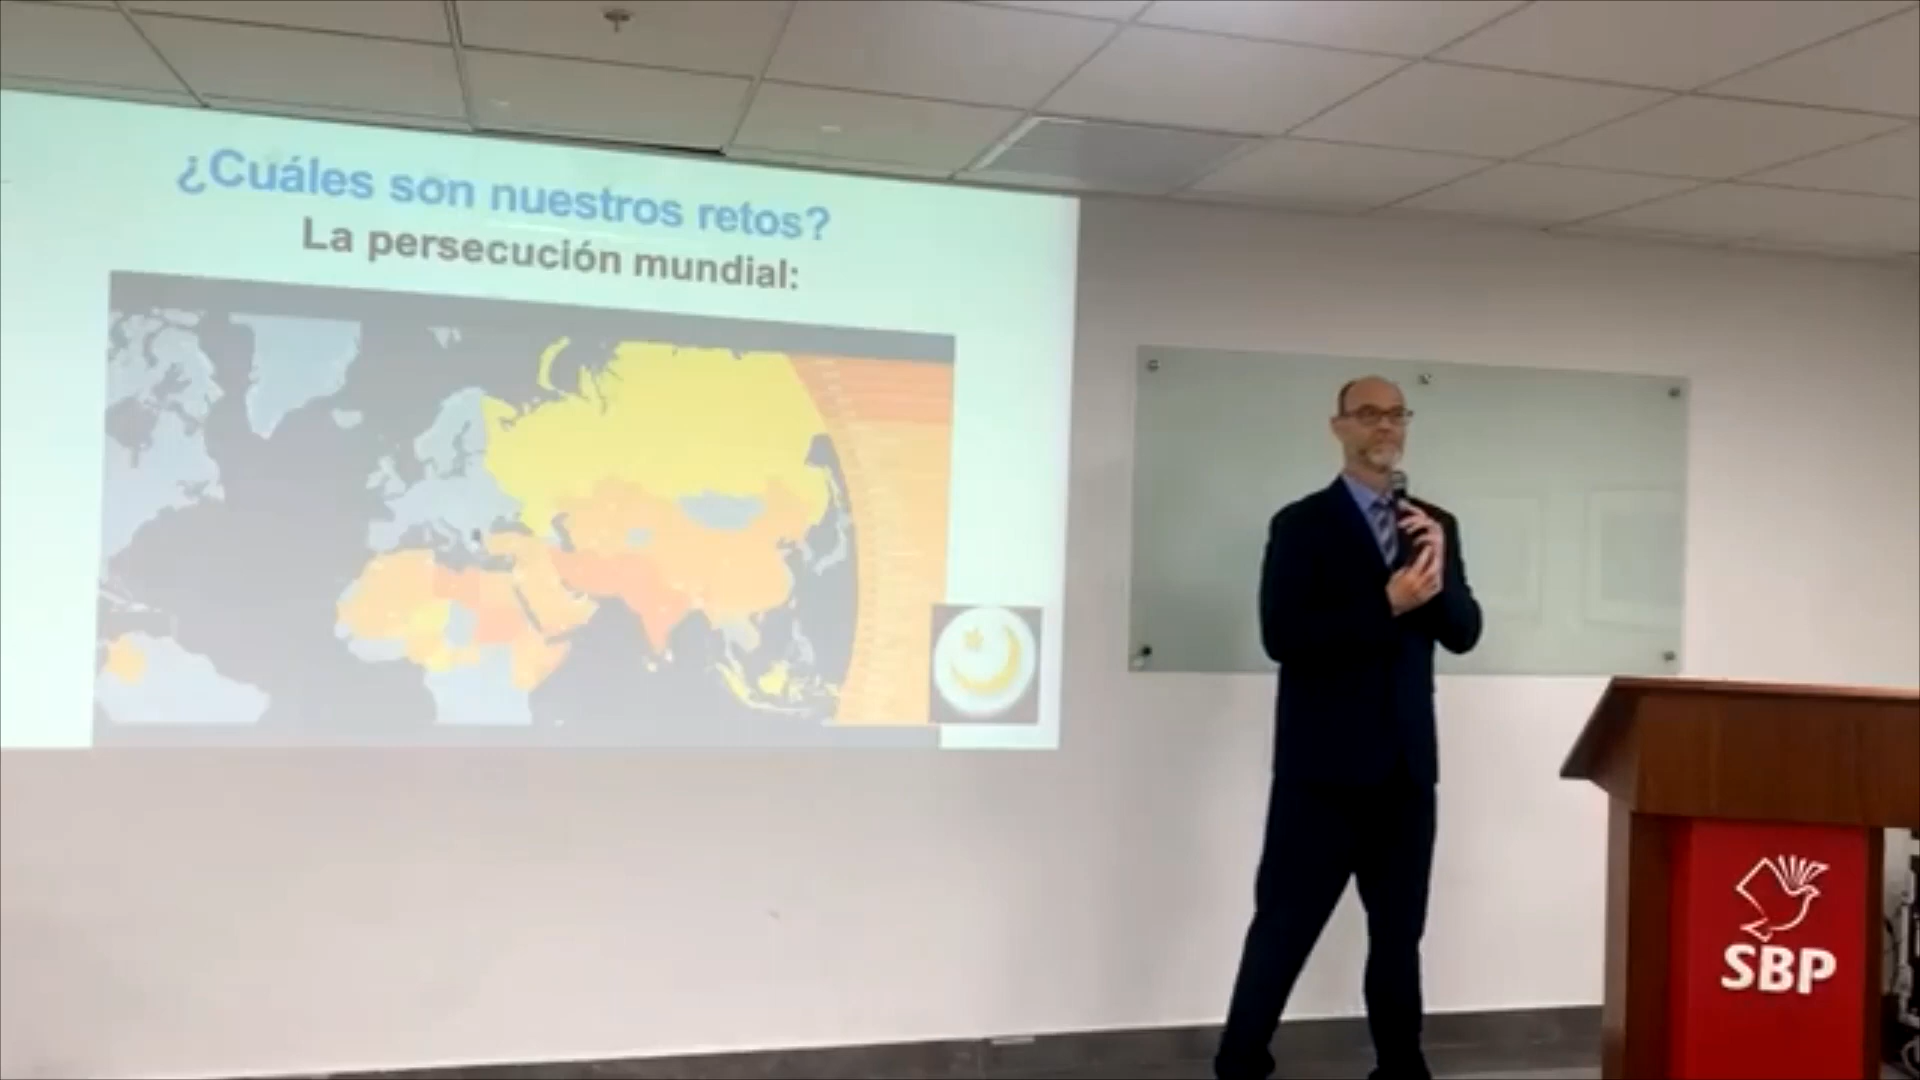 ¿Cuáles son nuestros retos?
La persecución mundial:
SBP